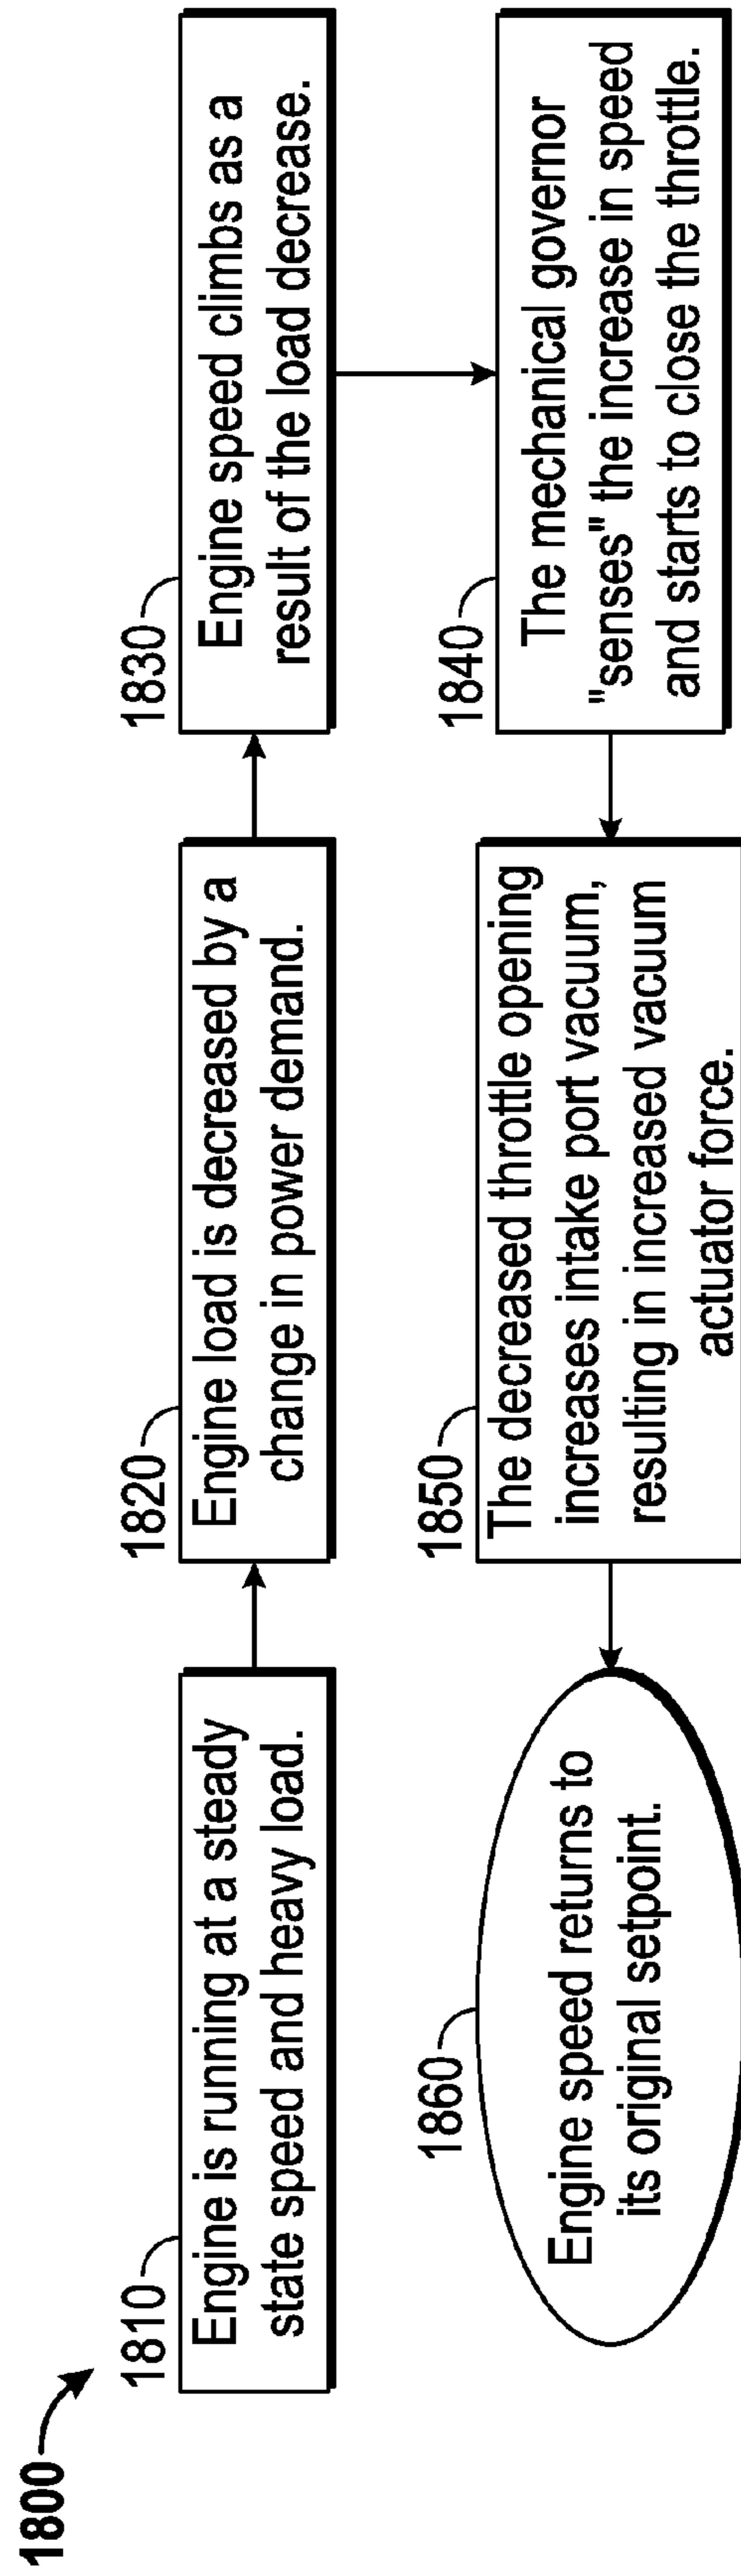 1800
1810
Engine is running at a steady
state speed and heavy load.
1820
Engine load is decreased by a
change in power demand.
1830
Engine speed climbs as a
result of the load decrease.
1840
The mechanical governor
"senses" the increase in speed
and starts to close the throttle.
1850
The decreased throttle opening
increases intake port vacuum,
resulting in increased vacuum
actuator force.
1860
Engine speed returns to
its original setpoint.